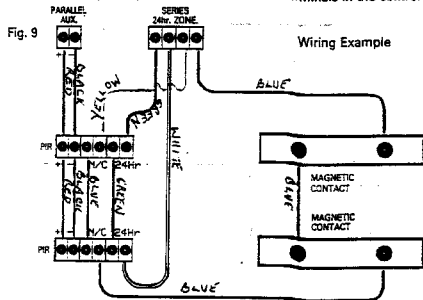 PARALLEL
AUX.
SERIES
24hr. ZONE.
Fig. 9
Wiring Example
+ -
BLACK
RED
GREEN
WHITE
BLUE
PIR
+ - N/C 24Hr
MAGNETIC
CONTACT
RED
BLACK
BLUE
GREEN
BLUE
MAGNETIC
CONTACT
+ - N/C 24Hr
PIR
BLUE